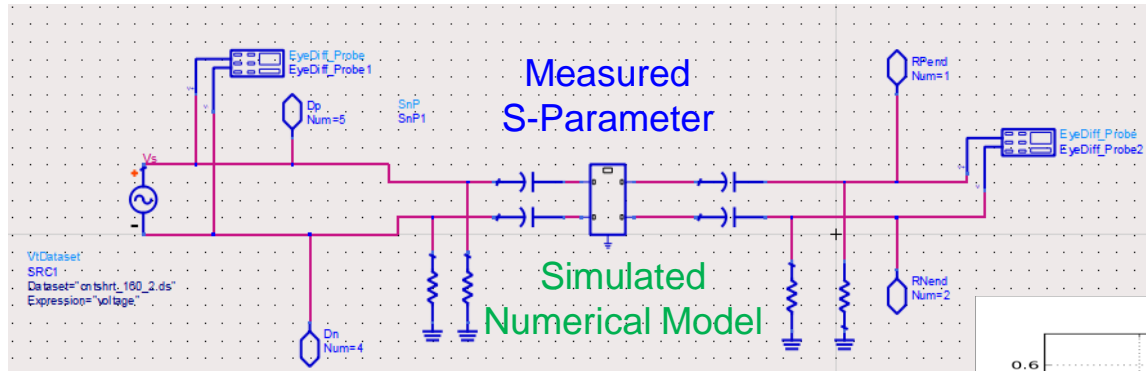 EyeDiff_Probe
EyeDiff_Probe1
Measured
S-Parameter
RPend
Num=1
Dp
Num=5
SnP
SnP1
EyeDiff_Probe
EyeDiff_Probe2
Vs
+
-
VtDataset
SRC1
Dataset="cntshrt_160_2.ds"
Expression="voltage"
Simulated
Numerical Model
RNend
Num=2
Dn
Num=4
0.6